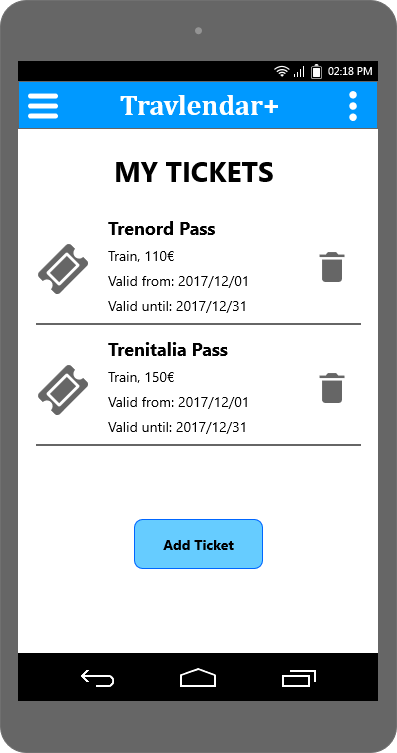 02:18 PM
Travlendar+
MY TICKETS
Trenord Pass
Train, 110€
Valid from: 2017/12/01
Valid until: 2017/12/31
Trenitalia Pass
Train, 150€
Valid from: 2017/12/01
Valid until: 2017/12/31
Add Ticket